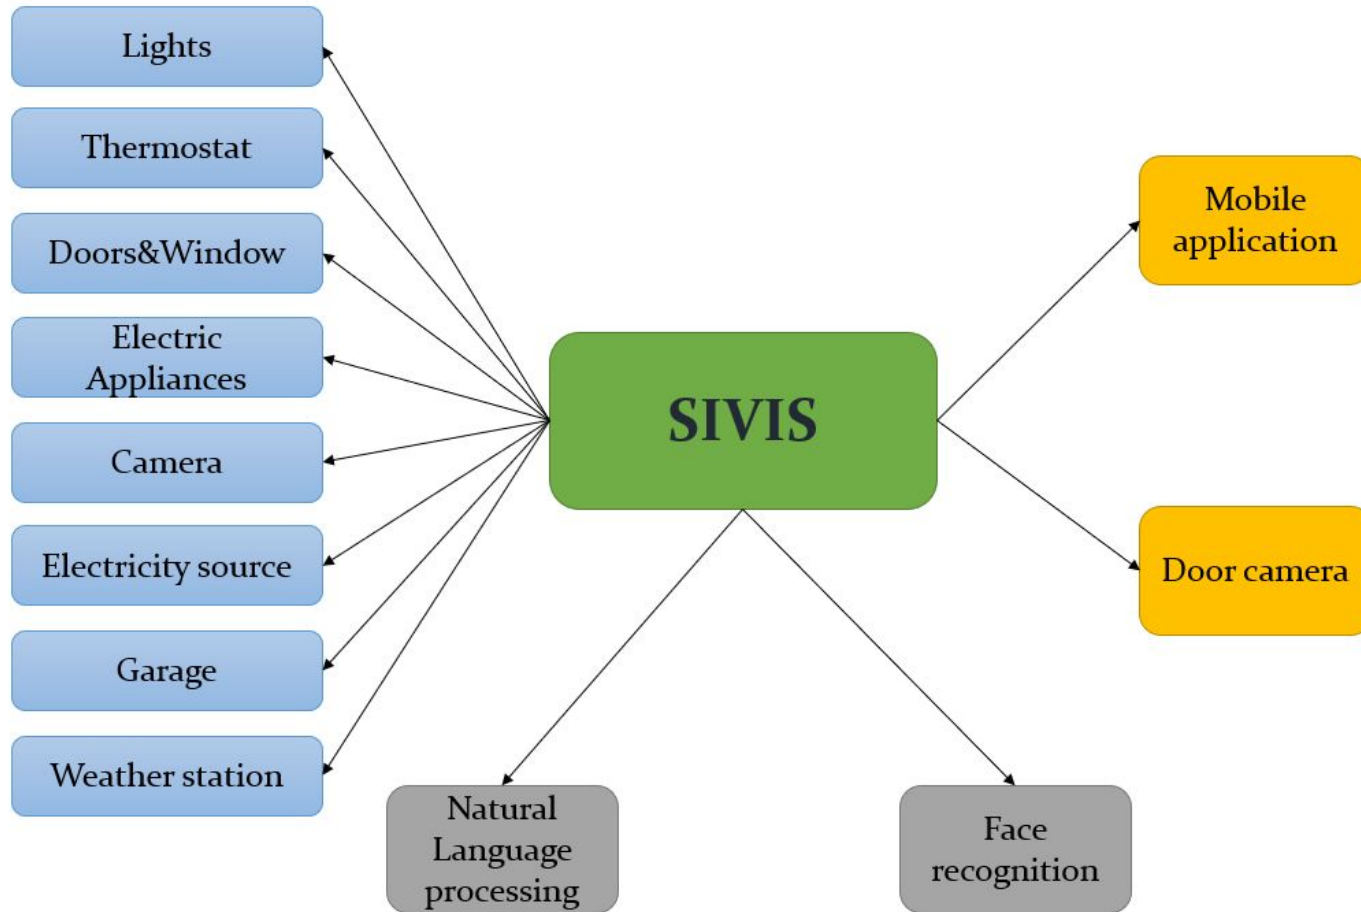 Lights
Thermostat
Doors&Window
Electric
Appliances
Camera
Electricity source
Garage
Weather station
SIVIS
Mobile
application
Door camera
Natural
Language
processing
Face
recognition